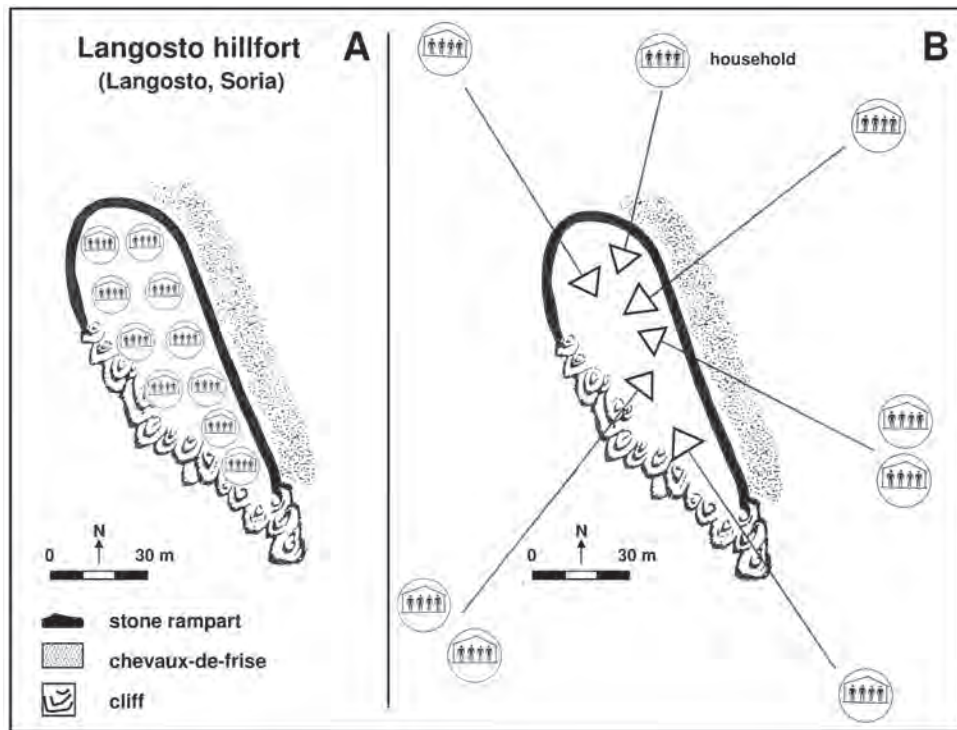 Langosto hillfort
(Langosto, Soria)
A
N
0 30 m
stone rampart
chevaux-de-frise
cliff
B
household
N
0 30 m